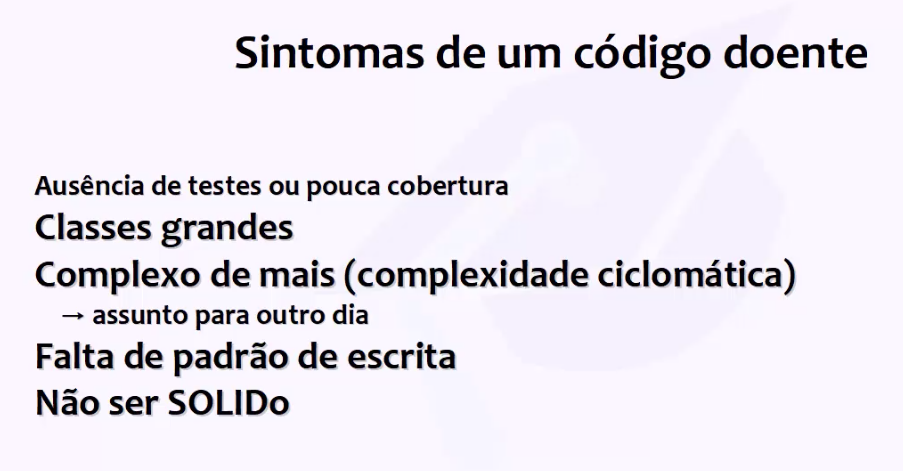 Sintomas de um código doente
Ausência de testes ou pouca cobertura
Classes grandes
Complexo de mais (complexidade ciclomática)
→ assunto para outro dia
Falta de padrão de escrita
Não ser SOLIDo